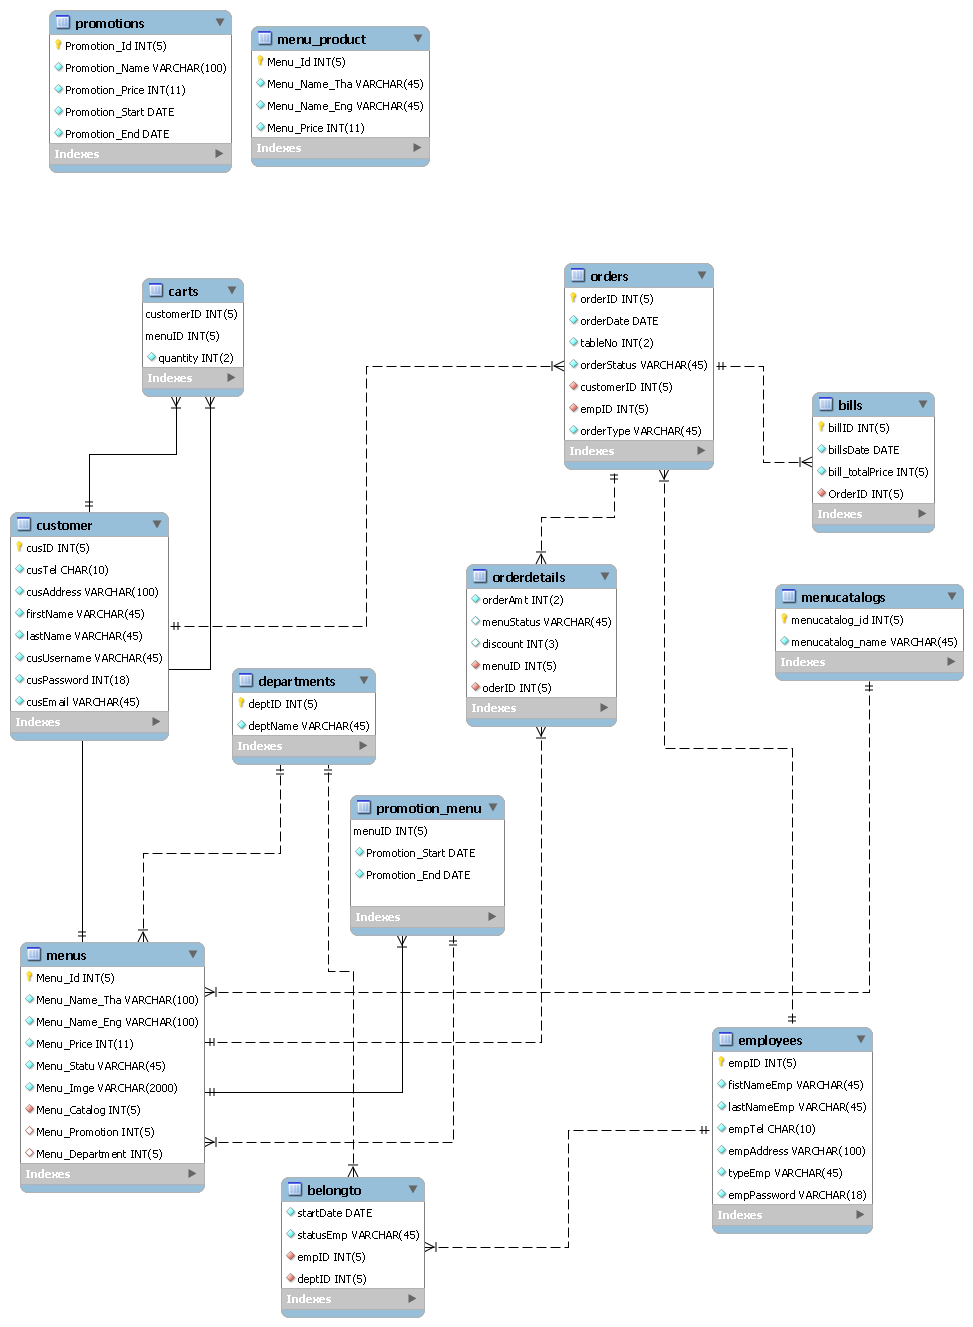 promotions
Promotion_Id INT(5)
Promotion_Name VARCHAR(100)
Promotion_Price INT(11)
Promotion_Start DATE
Promotion_End DATE
Indexes
menu_product
Menu_Id INT(5)
Menu_Name_Tha VARCHAR(45)
Menu_Name_Eng VARCHAR(45)
Menu_Price INT(11)
Indexes
carts
customerID INT(5)
menuID INT(5)
quantity INT(2)
Indexes
orders
orderID INT(5)
orderDate DATE
tableNo INT(2)
orderStatus VARCHAR(45)
customerID INT(5)
empID INT(5)
orderType VARCHAR(45)
Indexes
bills
billID INT(5)
billsDate DATE
bill_totalPrice INT(5)
OrderID INT(5)
Indexes
customer
cusID INT(5)
cusTel CHAR(10)
cusAddress VARCHAR(100)
firstName VARCHAR(45)
lastName VARCHAR(45)
cusUsername VARCHAR(45)
cusPassword INT(18)
cusEmail VARCHAR(45)
Indexes
orderdetails
orderAmt INT(2)
menuStatus VARCHAR(45)
discount INT(3)
menuID INT(5)
oderID INT(5)
Indexes
menucatalogs
menucatalog_id INT(5)
menucatalog_name VARCHAR(45)
Indexes
departments
deptID INT(5)
deptName VARCHAR(45)
Indexes
promotion_menu
menuID INT(5)
Promotion_Start DATE
Promotion_End DATE
Indexes
menus
Menu_Id INT(5)
Menu_Name_Tha VARCHAR(100)
Menu_Name_Eng VARCHAR(100)
Menu_Price INT(11)
Menu_Statu VARCHAR(45)
Menu_Imge VARCHAR(2000)
Menu_Catalog INT(5)
Menu_Promotion INT(5)
Menu_Department INT(5)
Indexes
employees
empID INT(5)
fistNameEmp VARCHAR(45)
lastNameEmp VARCHAR(45)
empTel CHAR(10)
empAddress VARCHAR(100)
typeEmp VARCHAR(45)
empPassword VARCHAR(18)
Indexes
belongto
startDate DATE
statusEmp VARCHAR(45)
empID INT(5)
deptID INT(5)
Indexes